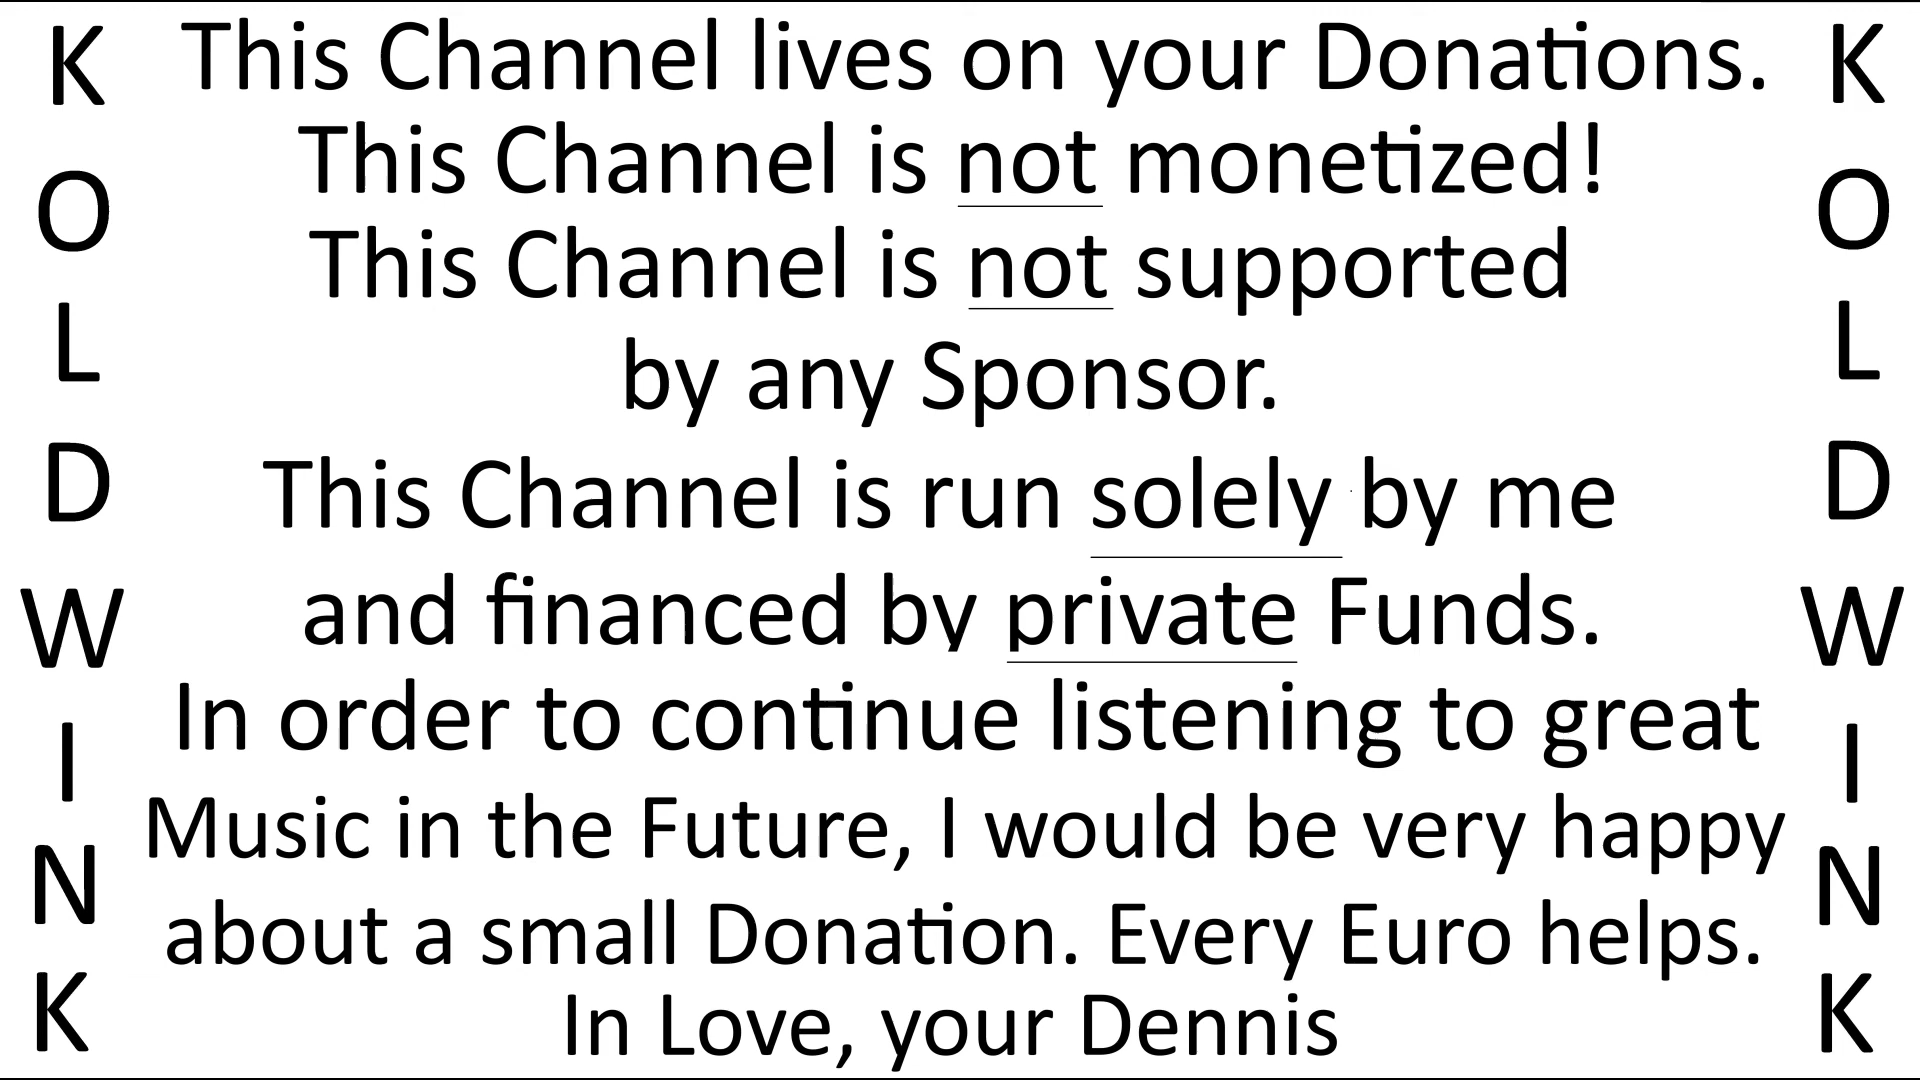 KOLDWINK
This Channel lives on your Donations.
This Channel is not monetized!
This Channel is not supported
by any Sponsor.
This Channel is run solely by me
and financed by private Funds.
In order to continue listening to great
Music in the Future, I would be very happy
about a small Donation. Every Euro helps.
In Love, your Dennis
KOLDWINK